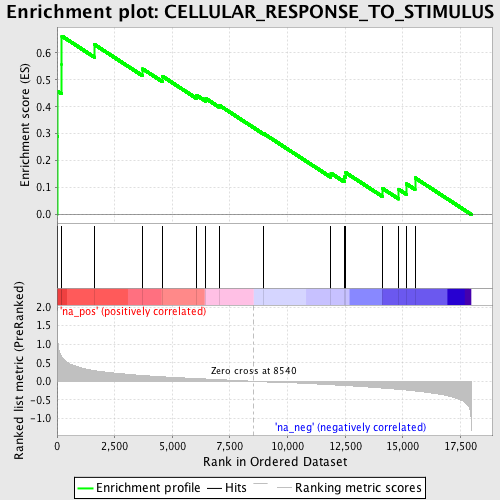 Enrichment plot: CELLULAR_RESPONSE_TO_STIMULUS
Enrichment score (ES)
0.6
0.5
0.4
0.3
0.2
0.1
0.0
'na_pos' (positively correlated)
Ranked list metric (PreRanked)
2.0
1.5
1.0
0.5
0.0
-0.5
-1.0
Zero cross at 8540
'na_neg' (negatively correlated)
0
2,500
5,000
7,500
10,000
12,500
15,000
17,500
Rank in Ordered Dataset
Enrichment profile
Hits
Ranking metric scores